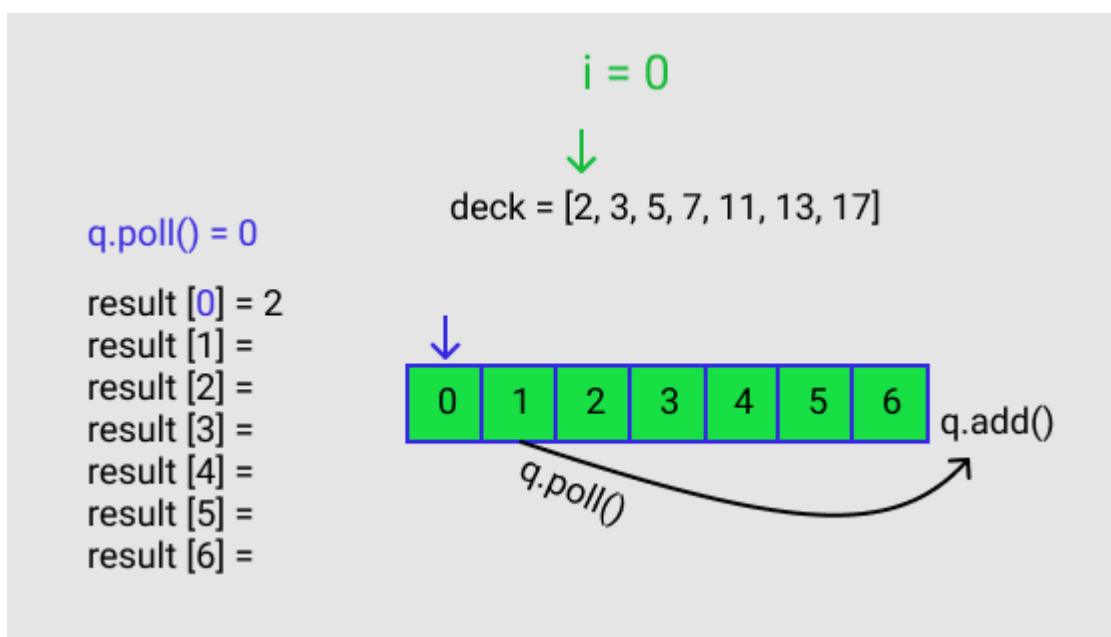 i = 0
deck = [2, 3, 5, 7, 11, 13, 17]
q.poll() = 0
result [0] = 2
result [1] =
result [2] =
result [3] =
result [4] =
result [5] =
result [6] =
0 1 2 3 4 5 6
q.add()
q.poll()